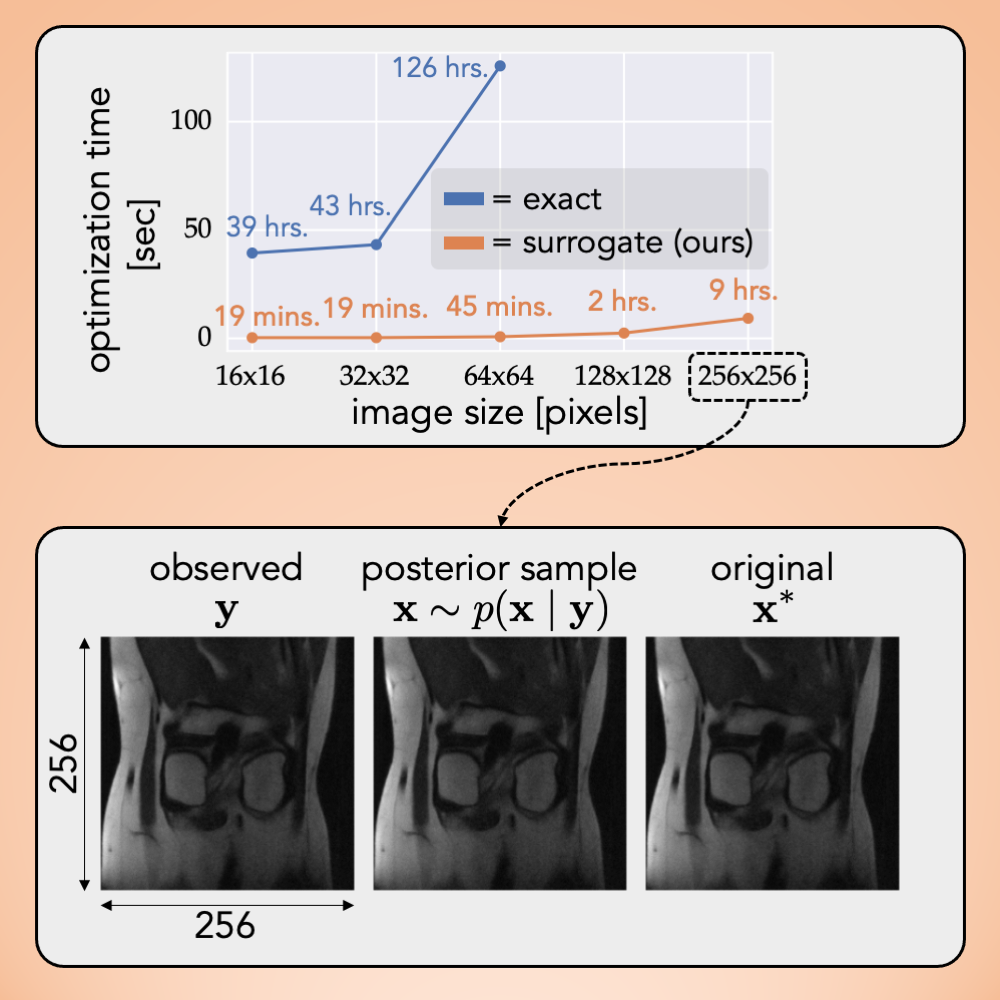 optimization time
[sec]
100
50
0
126 hrs.
43 hrs.
39 hrs.
= exact
= surrogate (ours)
19 mins.
19 mins.
45 mins.
2 hrs.
9 hrs.
16x16
32x32
64x64
128x128
256x256
image size [pixels]
observed
y
posterior sample
x ∼ p(x | y)
original
x*
256
256